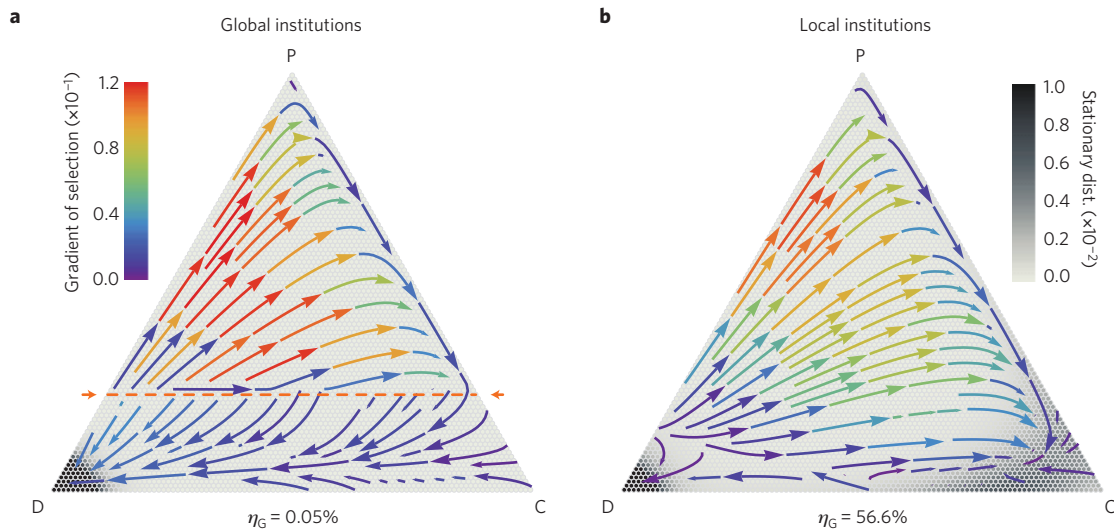 a
Global institutions
P
Gradient of selection (×10⁻¹)
1.2
0.8
0.4
0.0
D
C
η_G = 0.05%
b
Local institutions
P
1.0
0.8
0.6
0.4
0.2
0.0
Stationary dist. (×10⁻²)
D
C
η_G = 56.6%